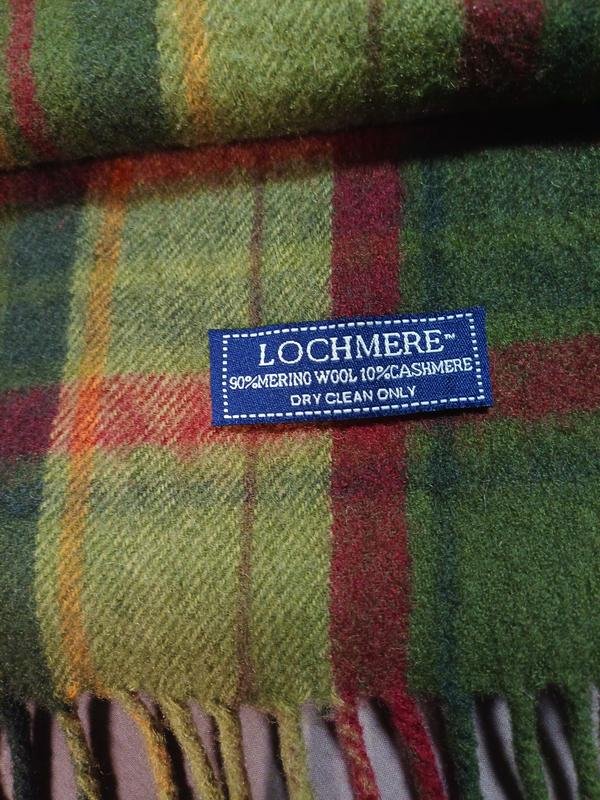 LOCHMERE™
90%MERINO WOOL 10%CASHMERE
DRY CLEAN ONLY